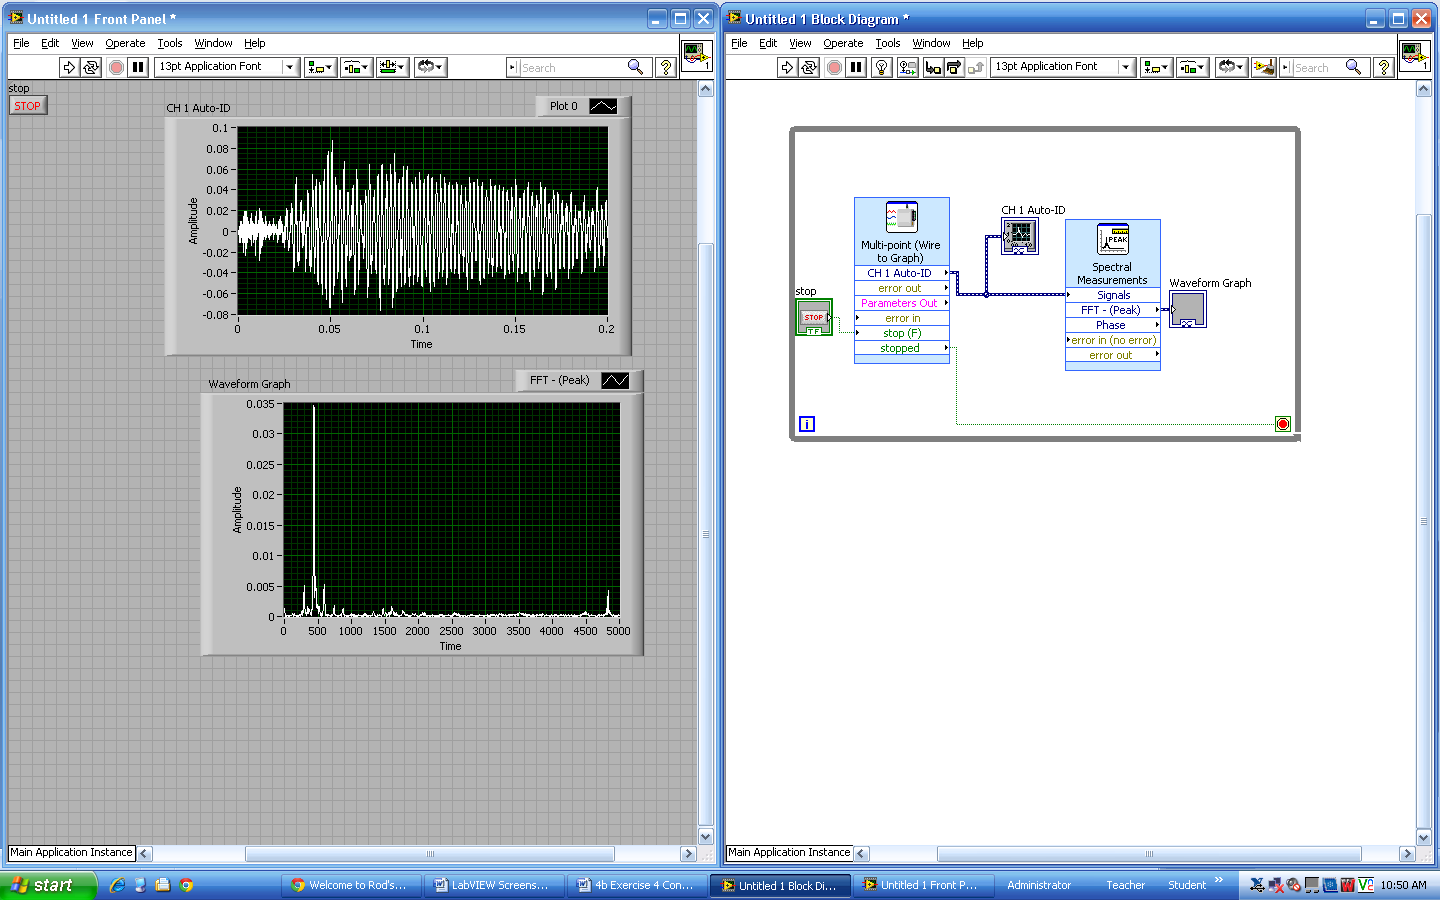 Untitled 1 Front Panel *
File Edit View Operate Tools Window Help
13pt Application Font
Search
?
1
stop
STOP
CH 1 Auto-ID
Plot 0
0.1
0.08
0.06
0.04
0.02
0
-0.02
-0.04
-0.06
-0.08
Amplitude
0 0.05 0.1 0.15 0.2
Time
Waveform Graph
FFT - (Peak)
0.035
0.03
0.025
0.02
0.015
0.01
0.005
0
Amplitude
0 500 1000 1500 2000 2500 3000 3500 4000 4500 5000
Time
Main Application Instance
Untitled 1 Block Diagram *
File Edit View Operate Tools Window Help
13pt Application Font
Search
?
1
CH 1 Auto-ID
Multi-point (Wire
to Graph)
CH 1 Auto-ID
error out
Parameters Out
error in
stop (F)
stopped
stop
STOP
TF
PEAK
Spectral
Measurements
Signals
FFT - (Peak)
Phase
error in (no error)
error out
Waveform Graph
i
Main Application Instance
start
Welcome to Rod's...
LabVIEW Screens...
4b Exercise 4 Con...
Untitled 1 Block Di...
Untitled 1 Front P...
Administrator
Teacher
Student
»
10:50 AM